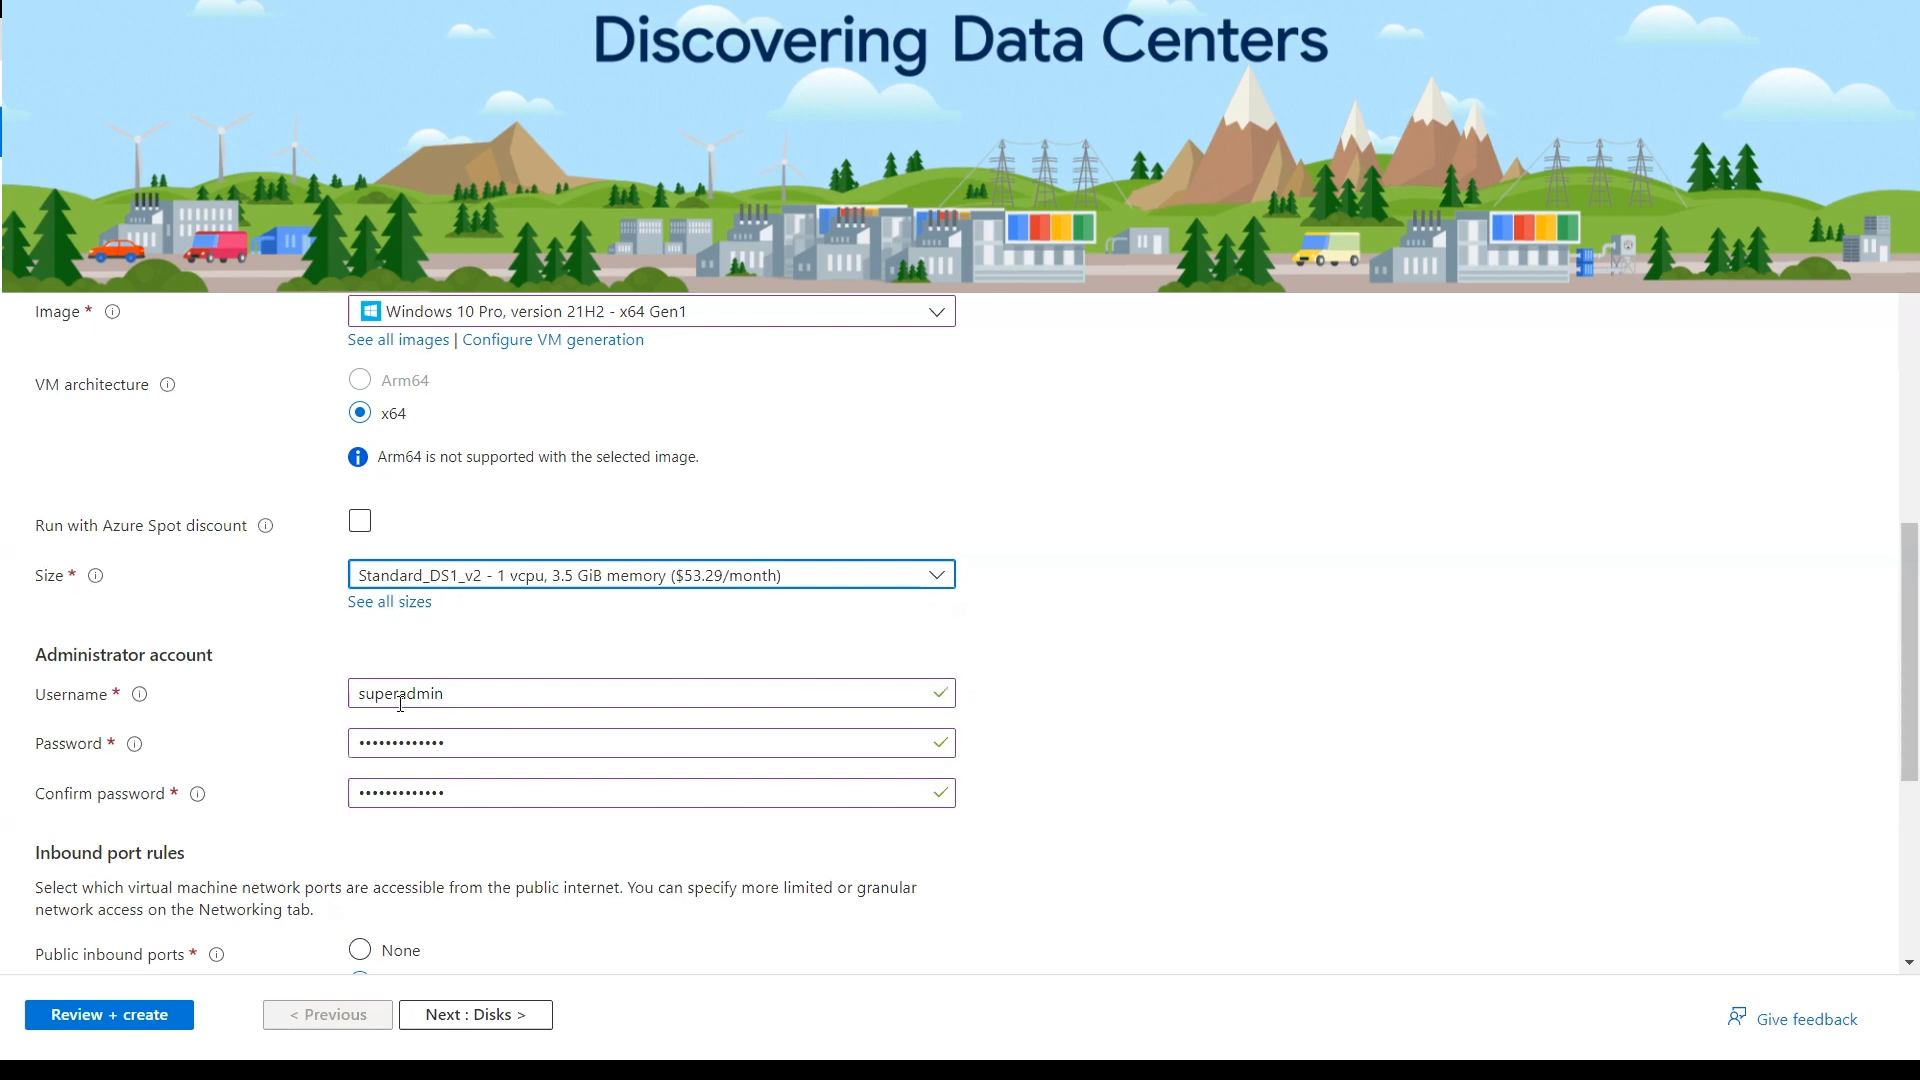 Discovering Data Centers
Image *
Windows 10 Pro, version 21H2 - x64 Gen1
See all images | Configure VM generation
VM architecture
Arm64
x64
Arm64 is not supported with the selected image.
Run with Azure Spot discount
Size *
Standard_DS1_v2 - 1 vcpu, 3.5 GiB memory ($53.29/month)
See all sizes
Administrator account
Username *
superadmin
Password *
•••••••••••••
Confirm password *
•••••••••••••
Inbound port rules
Select which virtual machine network ports are accessible from the public internet. You can specify more limited or granular
network access on the Networking tab.
Public inbound ports *
None
Review + create
< Previous
Next : Disks >
Give feedback